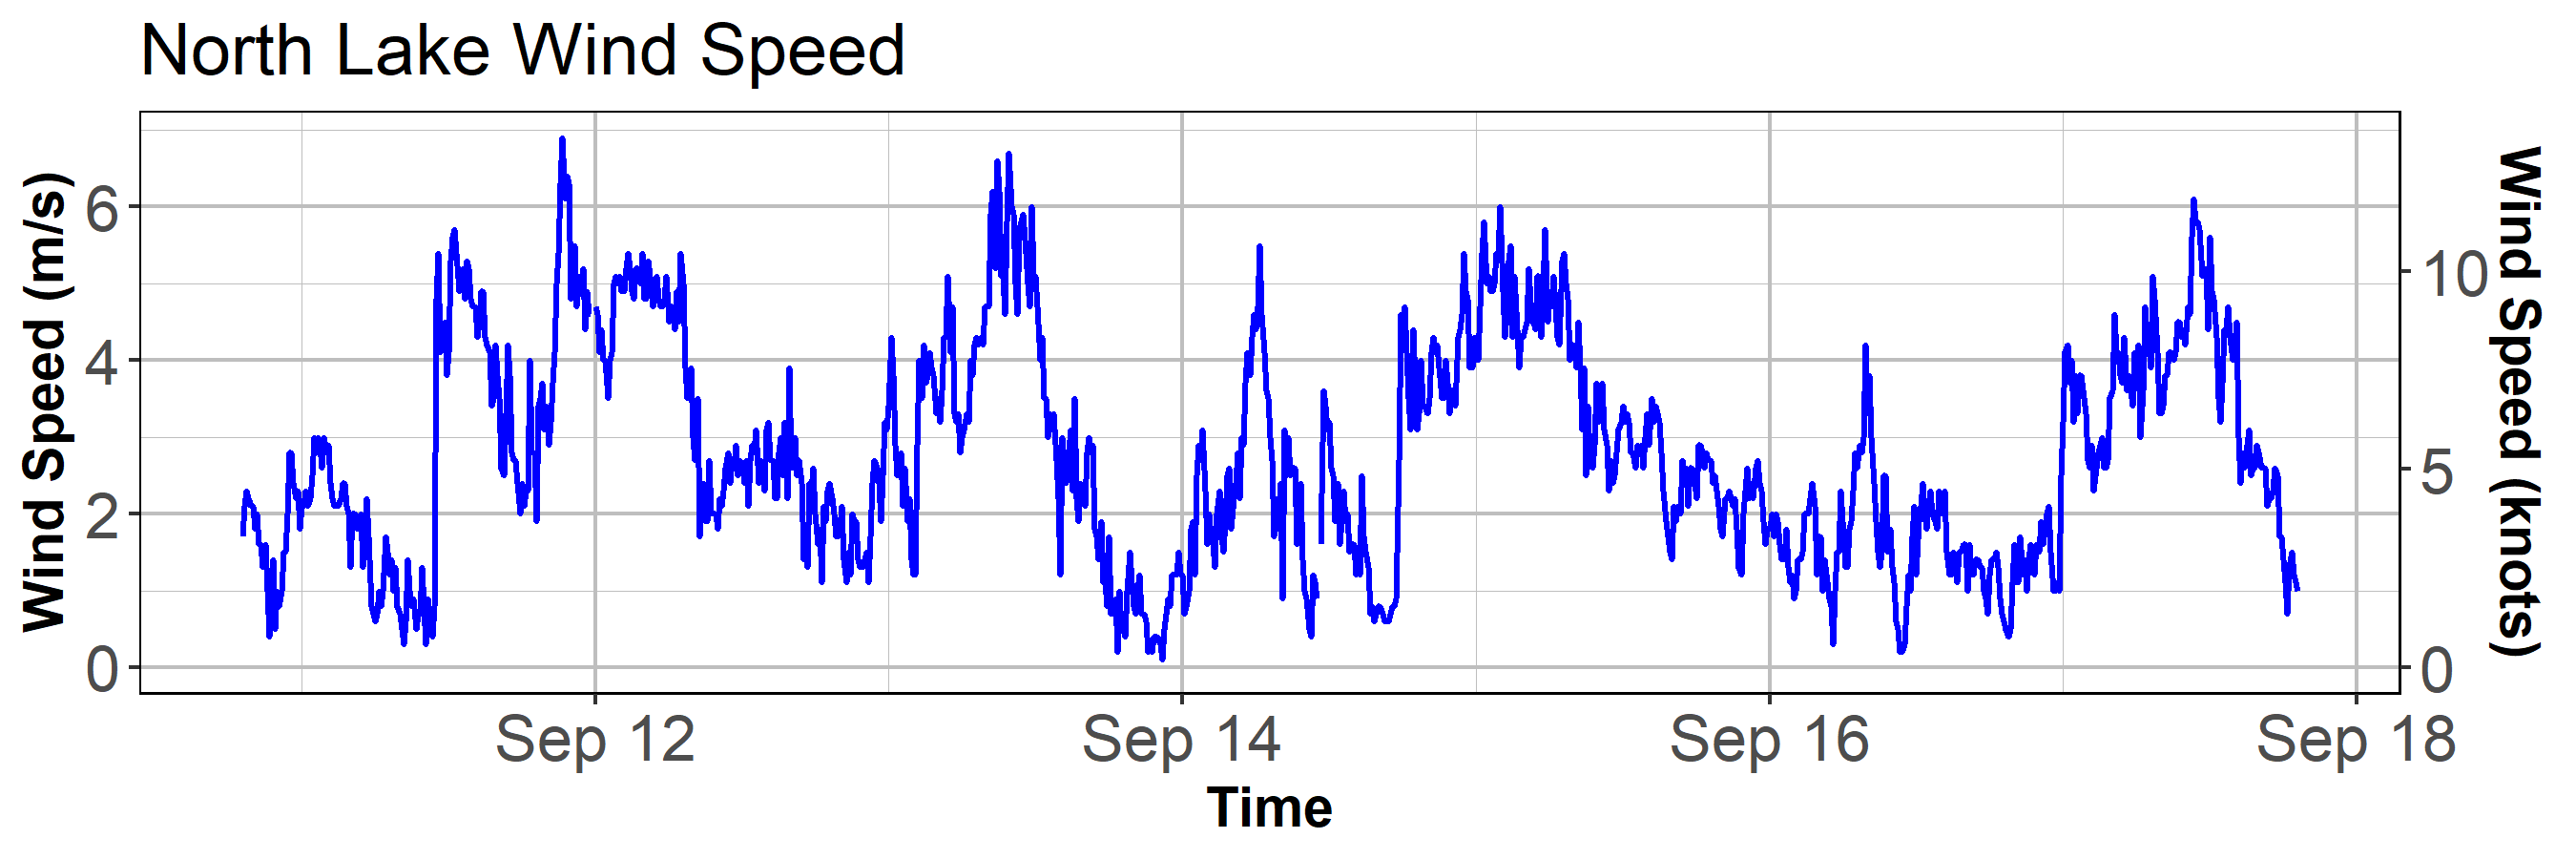 North Lake Wind Speed
Wind Speed (m/s)
6
4
2
0
10
5
0
Wind Speed (knots)
Sep 12 Sep 14 Sep 16 Sep 18
Time